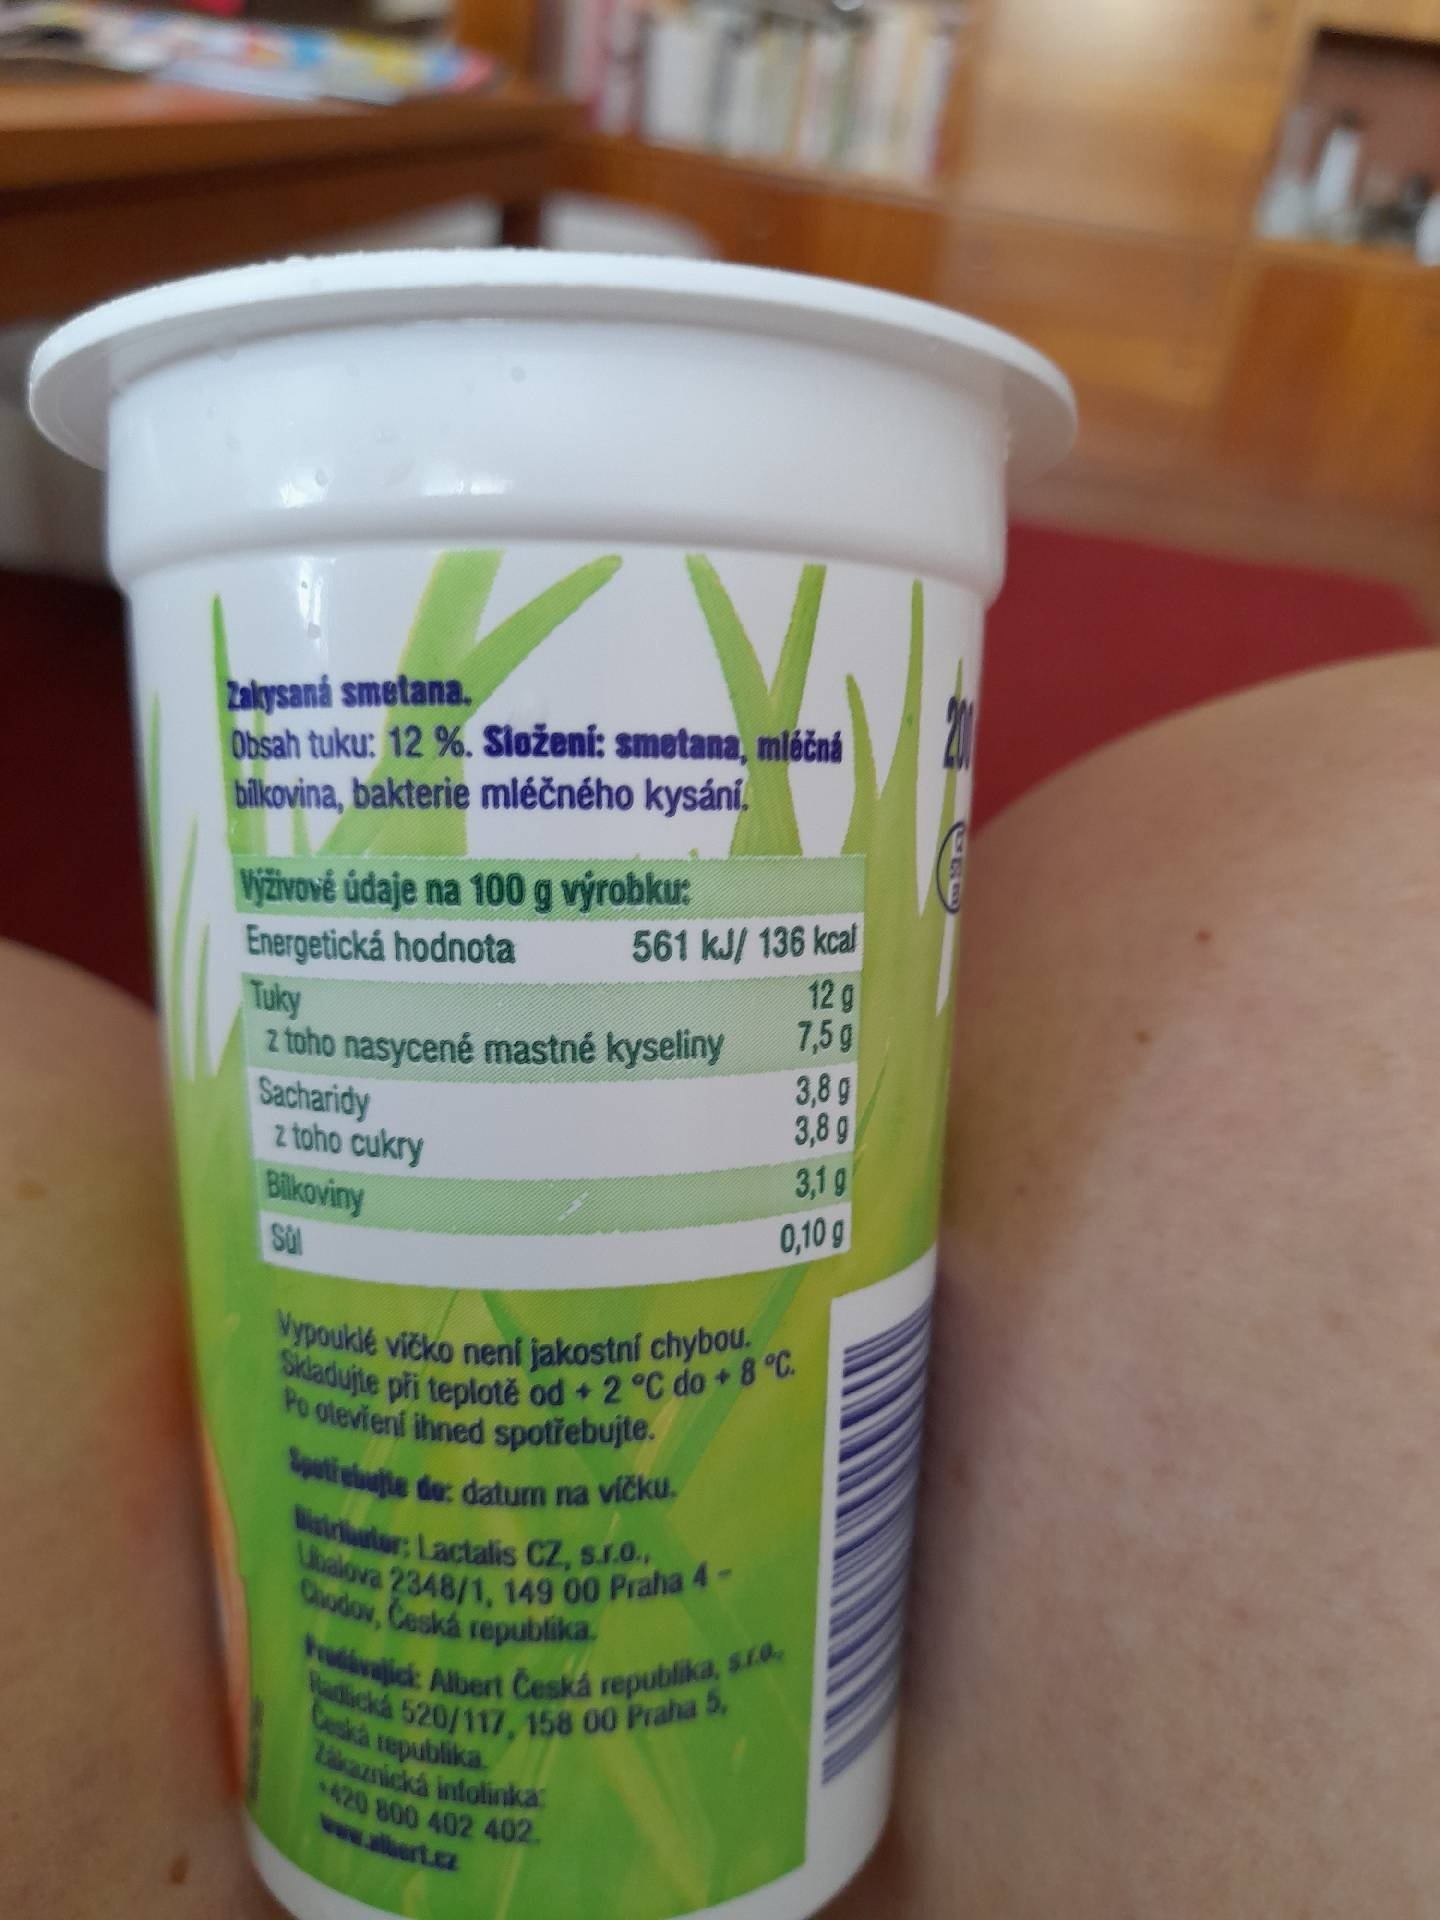 Zakysaná smetana.
Obsah tuku: 12 %. Složení: smetana, mléčná
bílkovina, bakterie mléčného kysání.
200
Výživové údaje na 100 g výrobku:
Energetická hodnota 561 kJ/ 136 kcal
Tuky 12 g
z toho nasycené mastné kyseliny 7,5 g
Sacharidy 3,8 g
z toho cukry 3,8 g
Bílkoviny 3,1 g
Sůl 0,10 g
Vypouklé víčko není jakostní chybou.
Skladujte při teplotě od + 2 °C do + 8 °C.
Po otevření ihned spotřebujte.
Spotřebujte do: datum na víčku.
Distributor: Lactalis CZ, s.r.o.,
Líbalova 2348/1, 149 00 Praha 4 -
Chodov, Česká republika.
Prodávající: Albert Česká republika, s.r.o.,
Radlická 520/117, 158 00 Praha 5,
Česká republika.
Zákaznická infolinka:
+420 800 402 402.
www.albert.cz